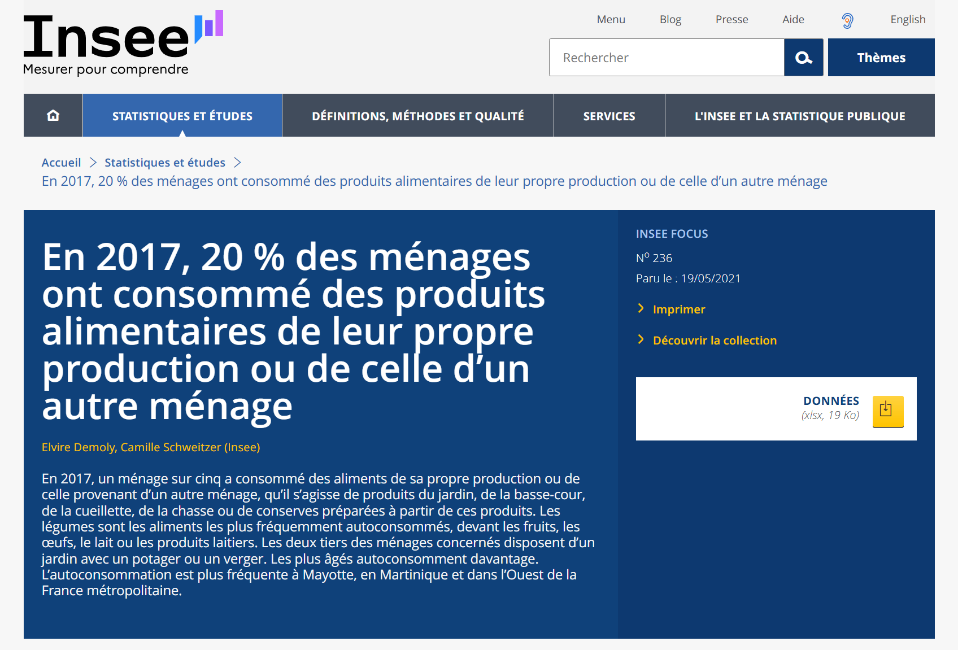 Insee
Mesurer pour comprendre
Menu
Blog
Presse
Aide
English
Rechercher
Thèmes
STATISTIQUES ET ÉTUDES
DÉFINITIONS, MÉTHODES ET QUALITÉ
SERVICES
L'INSEE ET LA STATISTIQUE PUBLIQUE
Accueil > Statistiques et études >
En 2017, 20 % des ménages ont consommé des produits alimentaires de leur propre production ou de celle d’un autre ménage
En 2017, 20 % des ménages
ont consommé des produits
alimentaires de leur propre
production ou de celle d’un
autre ménage
Elvire Demoly, Camille Schweitzer (Insee)
En 2017, un ménage sur cinq a consommé des aliments de sa propre production ou de
celle provenant d’un autre ménage, qu’il s’agisse de produits du jardin, de la basse-cour,
de la cueillette, de la chasse ou de conserves préparées à partir de ces produits. Les
légumes sont les aliments les plus fréquemment autoconsommés, devant les fruits, les
œufs, le lait ou les produits laitiers. Les deux tiers des ménages concernés disposent d’un
jardin avec un potager ou un verger. Les plus âgés autoconsomment davantage.
L’autoconsommation est plus fréquente à Mayotte, en Martinique et dans l’Ouest de la
France métropolitaine.
INSEE FOCUS
Nº 236
Paru le : 19/05/2021
> Imprimer
> Découvrir la collection
DONNÉES
(xlsx, 19 Ko)